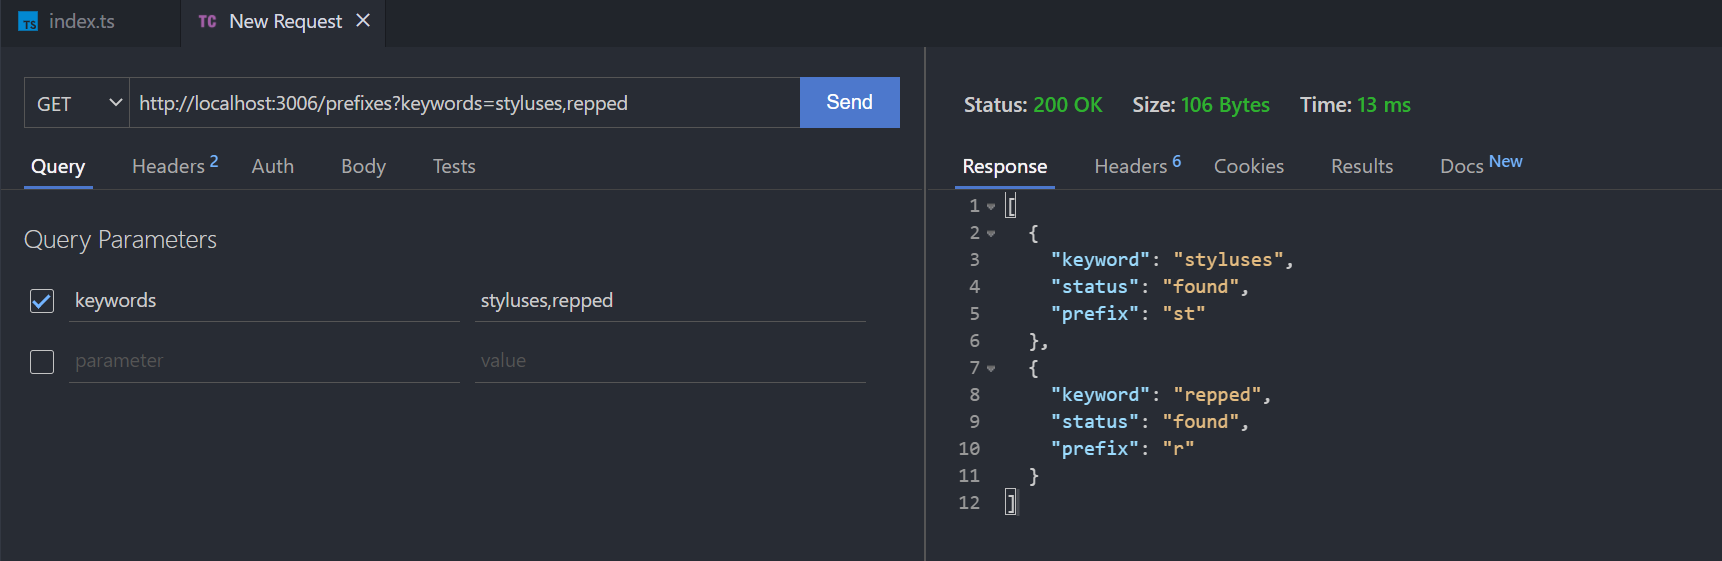 index.ts
TC New Request
GET http://localhost:3006/prefixes?keywords=styluses,repped Send
Query Headers 2 Auth Body Tests
Query Parameters
keywords styluses,repped
parameter value
Status: 200 OK Size: 106 Bytes Time: 13 ms
Response Headers 6 Cookies Results Docs New
1 [
2 {
3 "keyword": "styluses",
4 "status": "found",
5 "prefix": "st"
6 },
7 {
8 "keyword": "repped",
9 "status": "found",
10 "prefix": "r"
11 }
12 ]